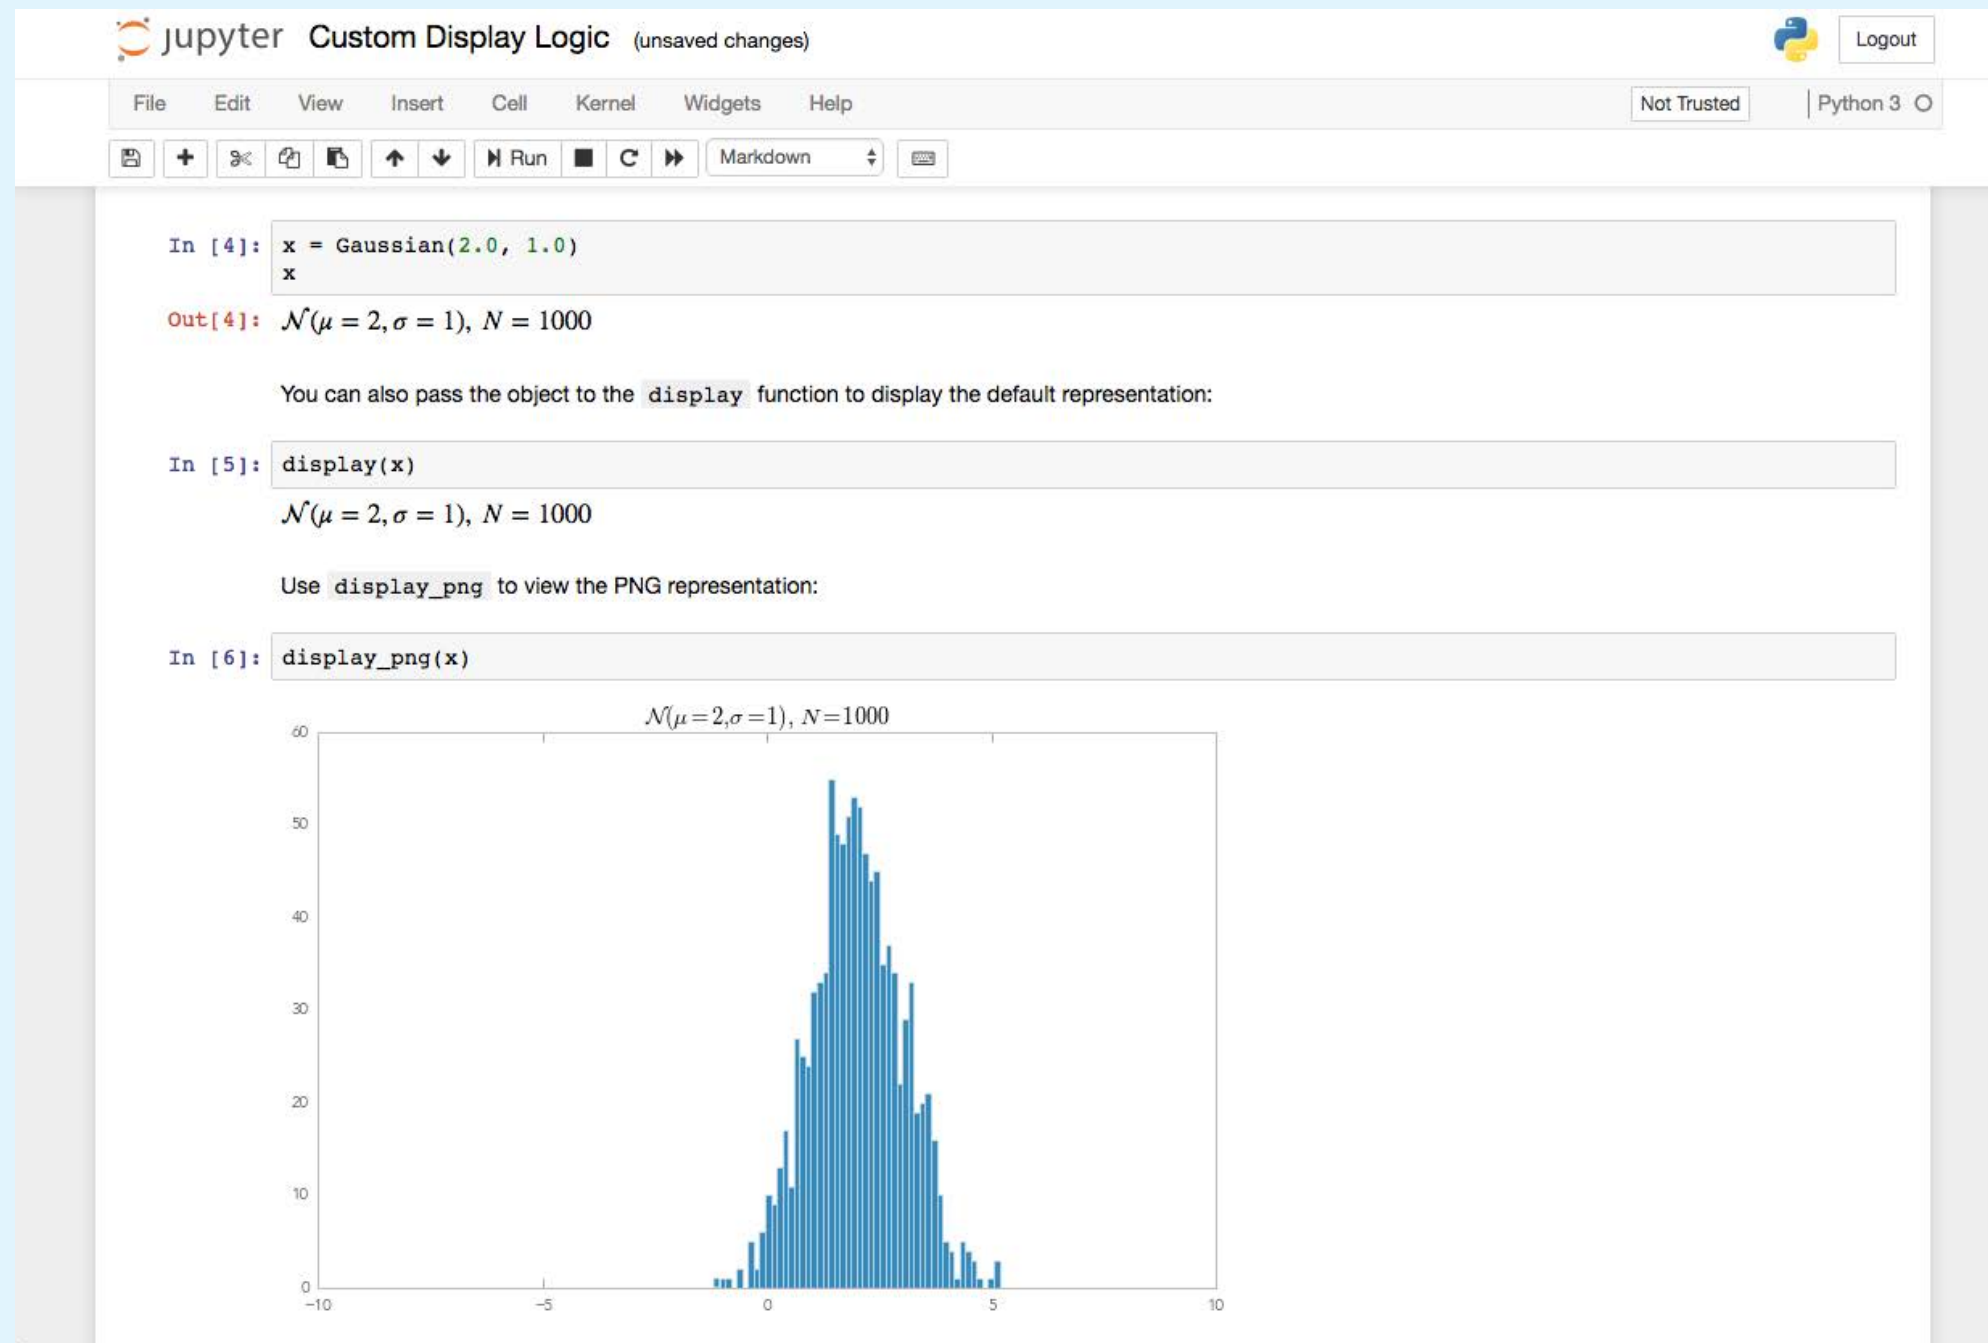 jupyter Custom Display Logic (unsaved changes) Logout
File Edit View Insert Cell Kernel Widgets Help Not Trusted Python 3
Run Markdown
In [4]: x = Gaussian(2.0, 1.0)
x
Out[4]: 𝒩(μ = 2, σ = 1), N = 1000
You can also pass the object to the display function to display the default representation:
In [5]: display(x)
𝒩(μ = 2, σ = 1), N = 1000
Use display_png to view the PNG representation:
In [6]: display_png(x)
𝒩(μ=2,σ=1), N=1000
60
50
40
30
20
10
0
−10 −5 0 5 10